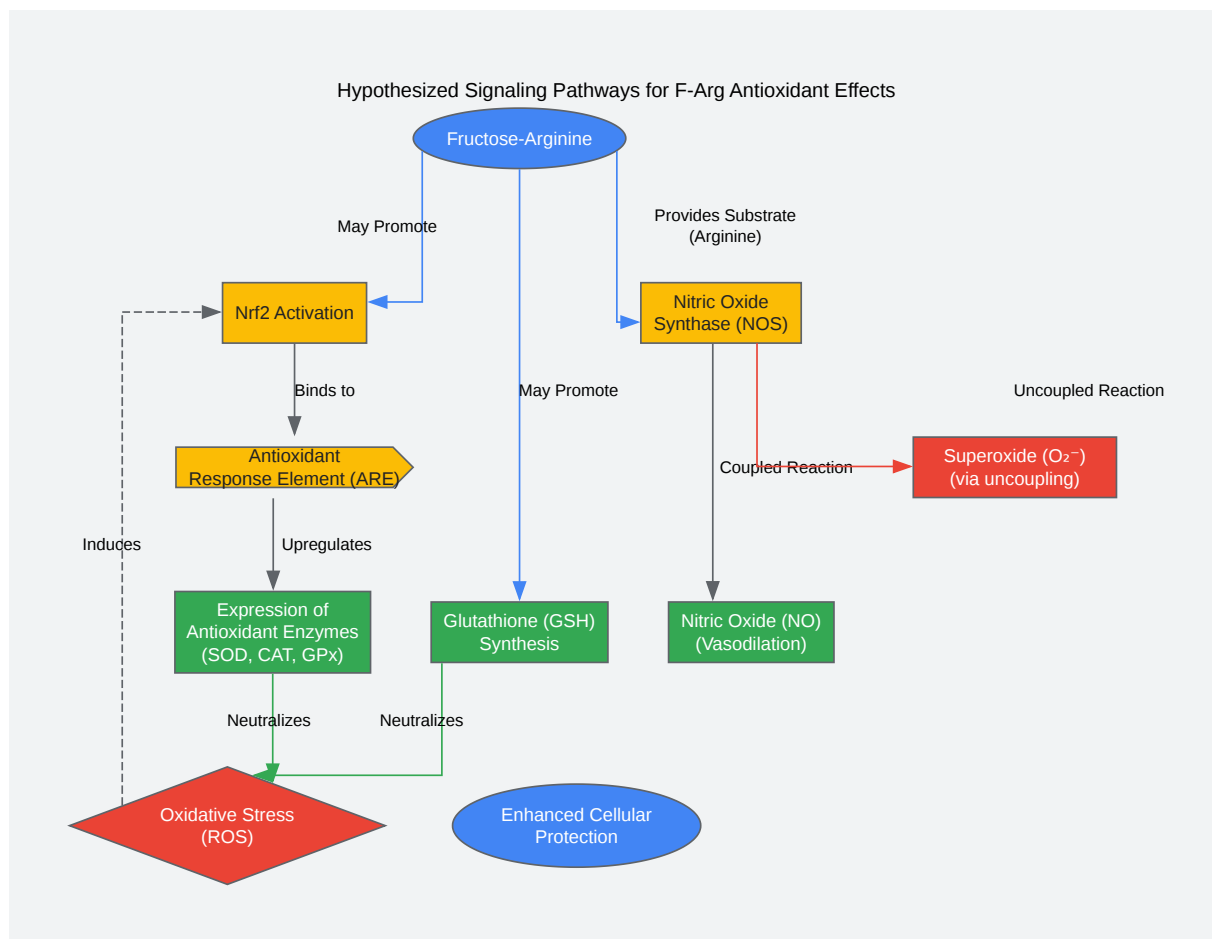 Hypothesized Signaling Pathways for F-Arg Antioxidant Effects
Fructose-Arginine
May Promote
Provides Substrate
(Arginine)
Nrf2 Activation
Nitric Oxide
Synthase (NOS)
Binds to
May Promote
Uncoupled Reaction
Antioxidant
Response Element (ARE)
Coupled Reaction
Superoxide (O₂⁻)
(via uncoupling)
Induces
Upregulates
Expression of
Antioxidant Enzymes
(SOD, CAT, GPx)
Glutathione (GSH)
Synthesis
Nitric Oxide (NO)
(Vasodilation)
Neutralizes
Neutralizes
Oxidative Stress
(ROS)
Enhanced Cellular
Protection